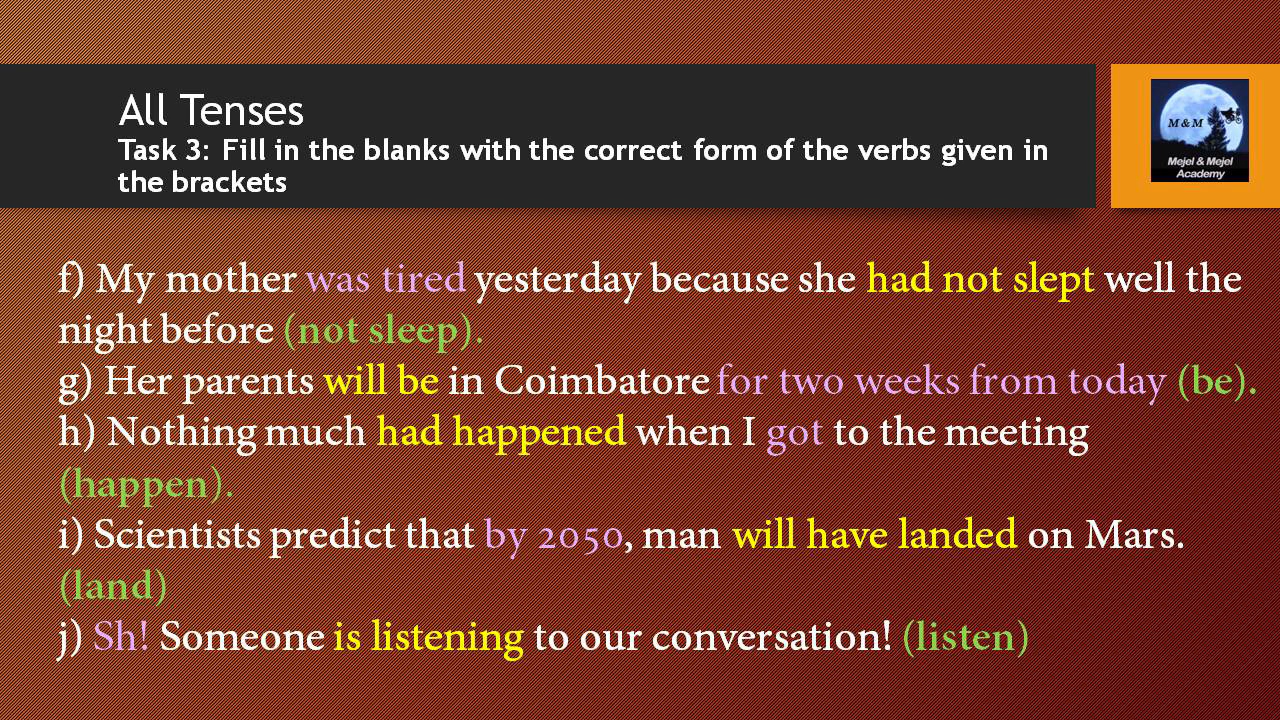 All Tenses
Task 3: Fill in the blanks with the correct form of the verbs given in
the brackets
M & M
Mejel & Mejel
Academy
f) My mother was tired yesterday because she had not slept well the
night before (not sleep).
g) Her parents will be in Coimbatore for two weeks from today (be).
h) Nothing much had happened when I got to the meeting
(happen).
i) Scientists predict that by 2050, man will have landed on Mars.
(land)
j) Sh! Someone is listening to our conversation! (listen)